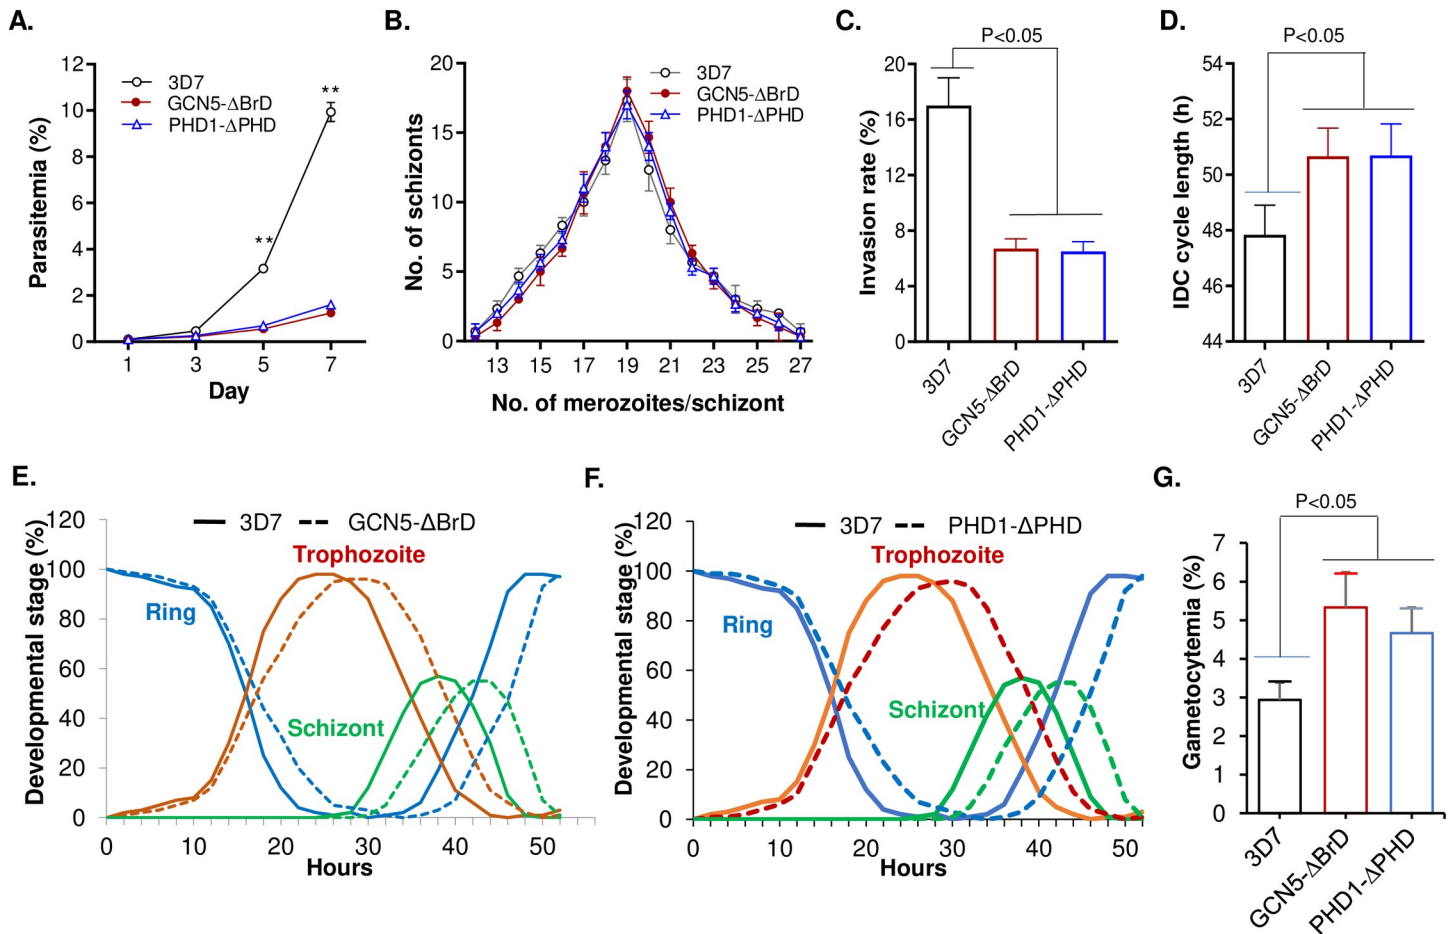 A.
Parasitemia (%)
12
10
8
6
4
2
0
3D7
GCN5-ΔBrD
PHD1-ΔPHD
**
**
1 3 5 7
Day
B.
No. of schizonts
20
15
10
5
0
3D7
GCN5-ΔBrD
PHD1-ΔPHD
13 15 17 19 21 23 25 27
No. of merozoites/schizont
C.
P<0.05
Invasion rate (%)
20
16
12
8
4
0
3D7
GCN5-ΔBrD
PHD1-ΔPHD
D.
P<0.05
IDC cycle length (h)
54
52
50
48
46
44
3D7
GCN5-ΔBrD
PHD1-ΔPHD
E.
Developmental stage (%)
120
100
80
60
40
20
0
3D7 GCN5-ΔBrD
Trophozoite
Ring
Schizont
0 10 20 30 40 50
Hours
F.
Developmental stage (%)
120
100
80
60
40
20
0
3D7 PHD1-ΔPHD
Trophozoite
Ring
Schizont
0 10 20 30 40 50
Hours
G.
P<0.05
Gametocytemia (%)
7
6
5
4
3
2
1
0
3D7
GCN5-ΔBrD
PHD1-ΔPHD